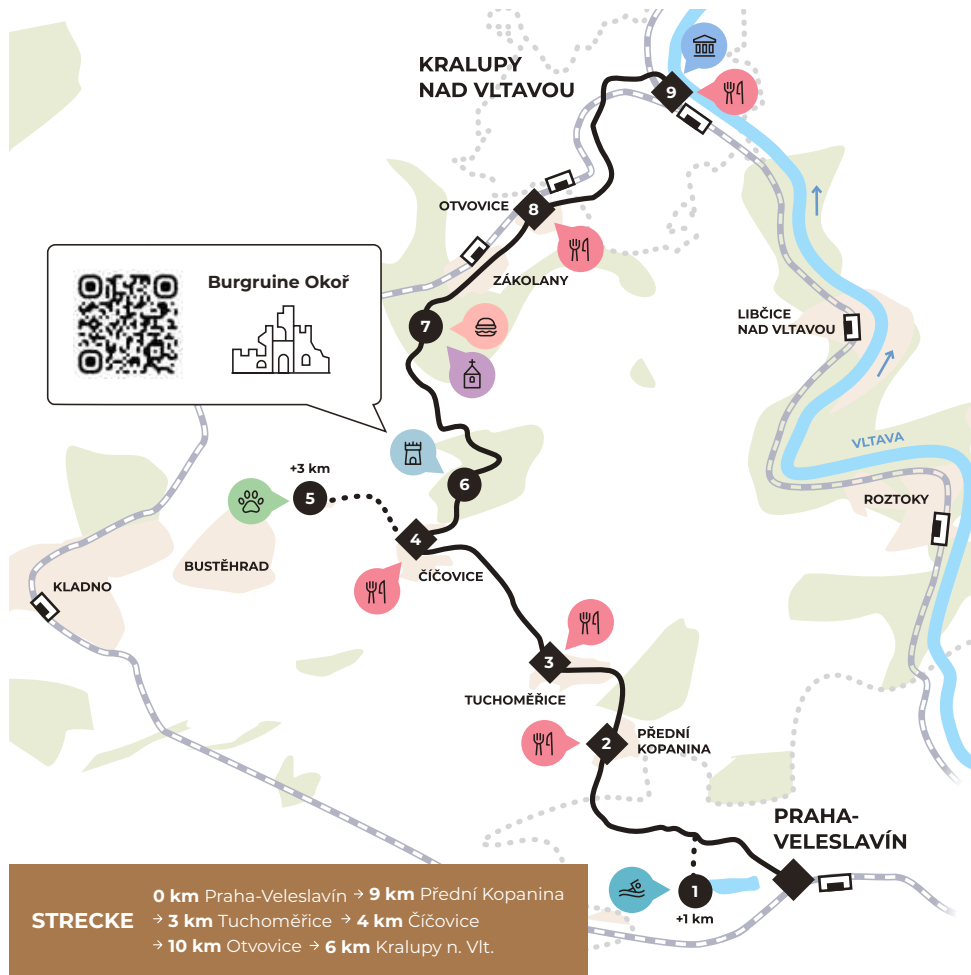 KRALUPY
NAD VLTAVOU
9
OTVOVICE
8
Burgruine Okoř
ZÁKOLANY
7
LIBČICE
NAD VLTAVOU
VLTAVA
+3 km
5
6
ROZTOKY
4
BUSTĚHRAD
ČÍČOVICE
KLADNO
3
TUCHOMĚŘICE
2
PŘEDNÍ
KOPANINA
PRAHA-
VELESLAVÍN
1
+1 km
STRECKE
0 km Praha-Veleslavín → 9 km Přední Kopanina
→ 3 km Tuchoměřice → 4 km Číčovice
→ 10 km Otvovice → 6 km Kralupy n. Vlt.